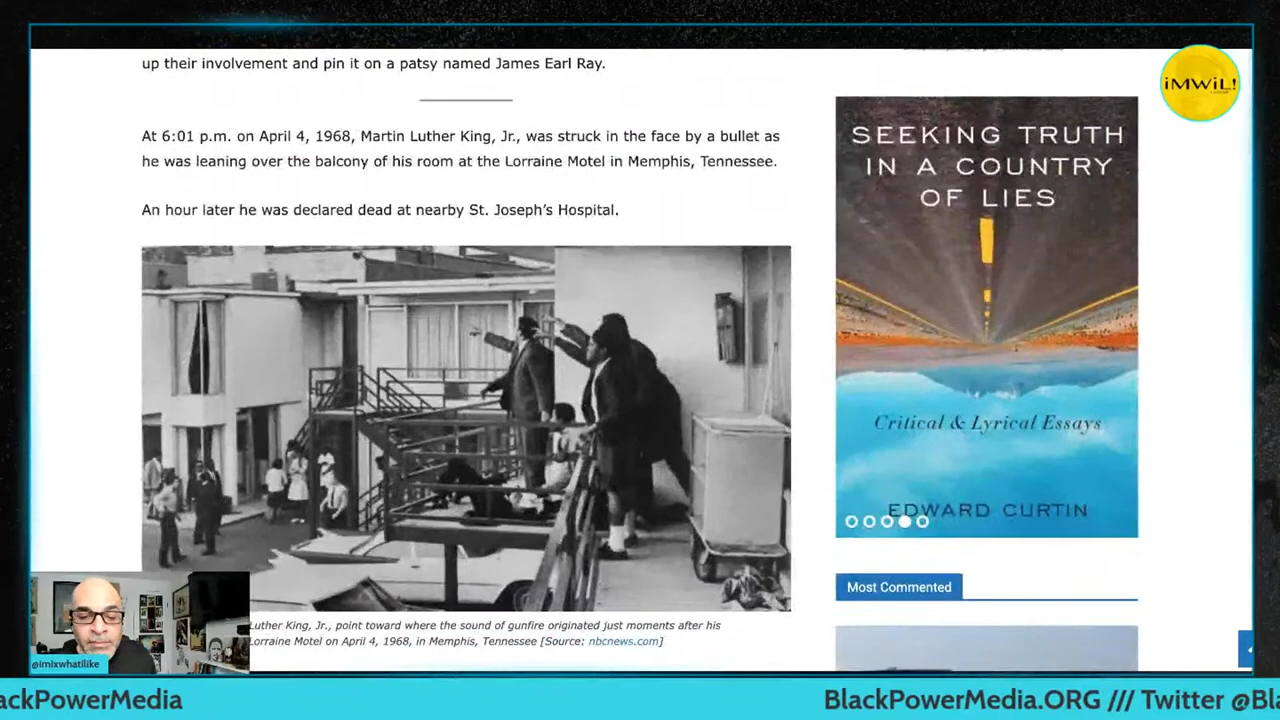 up their involvement and pin it on a patsy named James Earl Ray.
iMWiL!
At 6:01 p.m. on April 4, 1968, Martin Luther King, Jr., was struck in the face by a bullet as
he was leaning over the balcony of his room at the Lorraine Motel in Memphis, Tennessee.
An hour later he was declared dead at nearby St. Joseph's Hospital.
SEEKING TRUTH
IN A COUNTRY
OF LIES
Critical & Lyrical Essays
EDWARD CURTIN
Most Commented
Luther King, Jr., point toward where the sound of gunfire originated just moments after his
Lorraine Motel on April 4, 1968, in Memphis, Tennessee [Source: nbcnews.com]
@imixwhatilike
ackPowerMedia
BlackPowerMedia.ORG /// Twitter @Bla